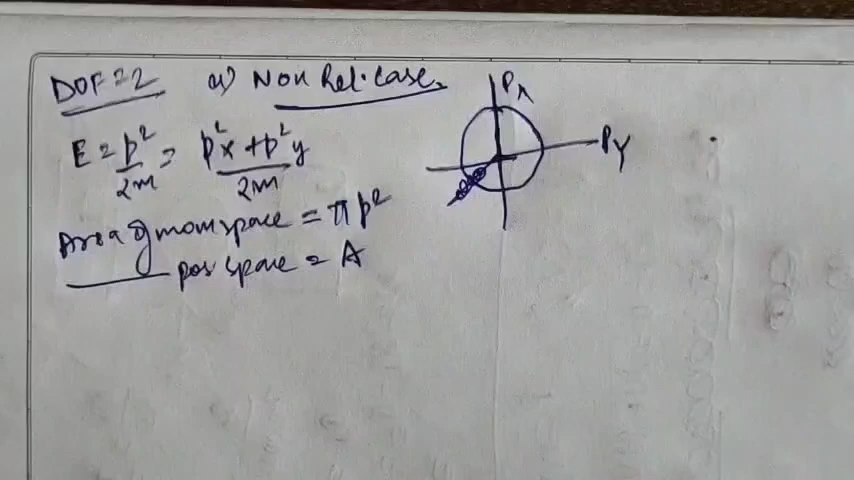 DOF = 2 a) Non Rel. case.
E = p²/2m = p²x + p²y/2m
Area of mom space = πp²
pos space = A
Px
Py